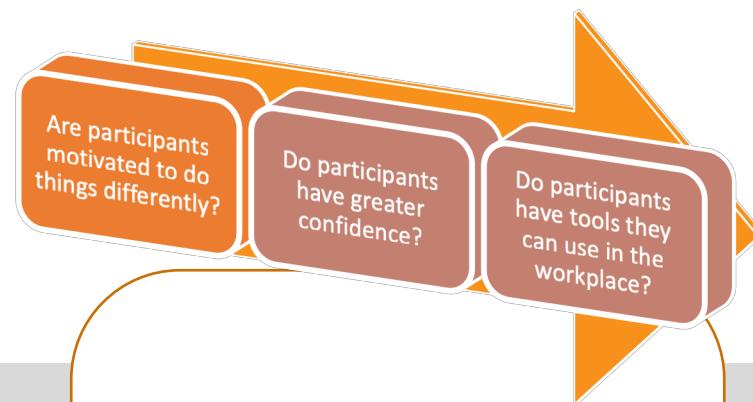 Are participants
motivated to do
things differently?
Do participants
have greater
confidence?
Do participants
have tools they
can use in the
workplace?